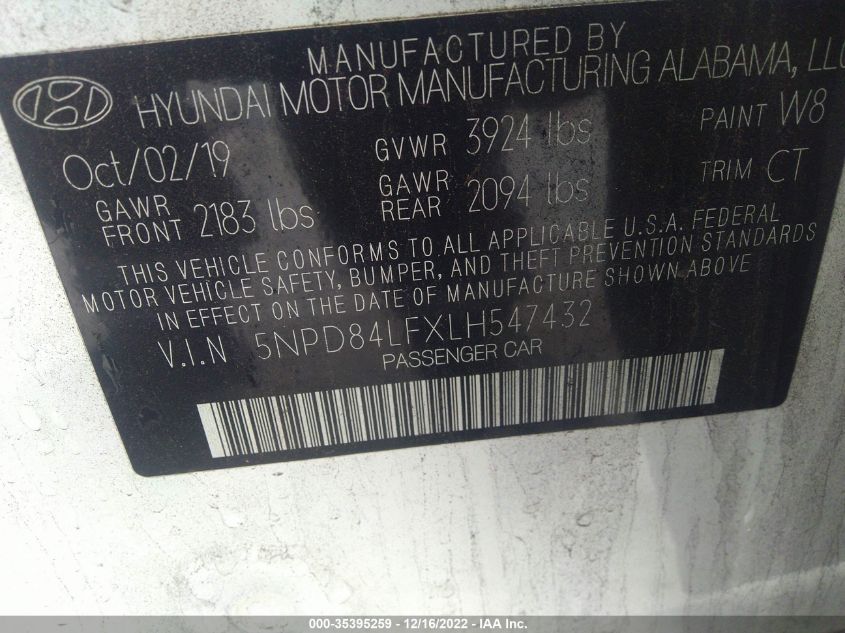 MANUFACTURED BY
HYUNDAI MOTOR MANUFACTURING ALABAMA, LLC
Oct/02/19 GVWR 3924 lbs PAINT W8
GAWR FRONT 2183 lbs GAWR REAR 2094 lbs TRIM CT
THIS VEHICLE CONFORMS TO ALL APPLICABLE U.S.A. FEDERAL
MOTOR VEHICLE SAFETY, BUMPER, AND THEFT PREVENTION STANDARDS
IN EFFECT ON THE DATE OF MANUFACTURE SHOWN ABOVE
V.I.N 5NPD84LFXLH547432
PASSENGER CAR
000-35395259 - 12/16/2022 - IAA Inc.